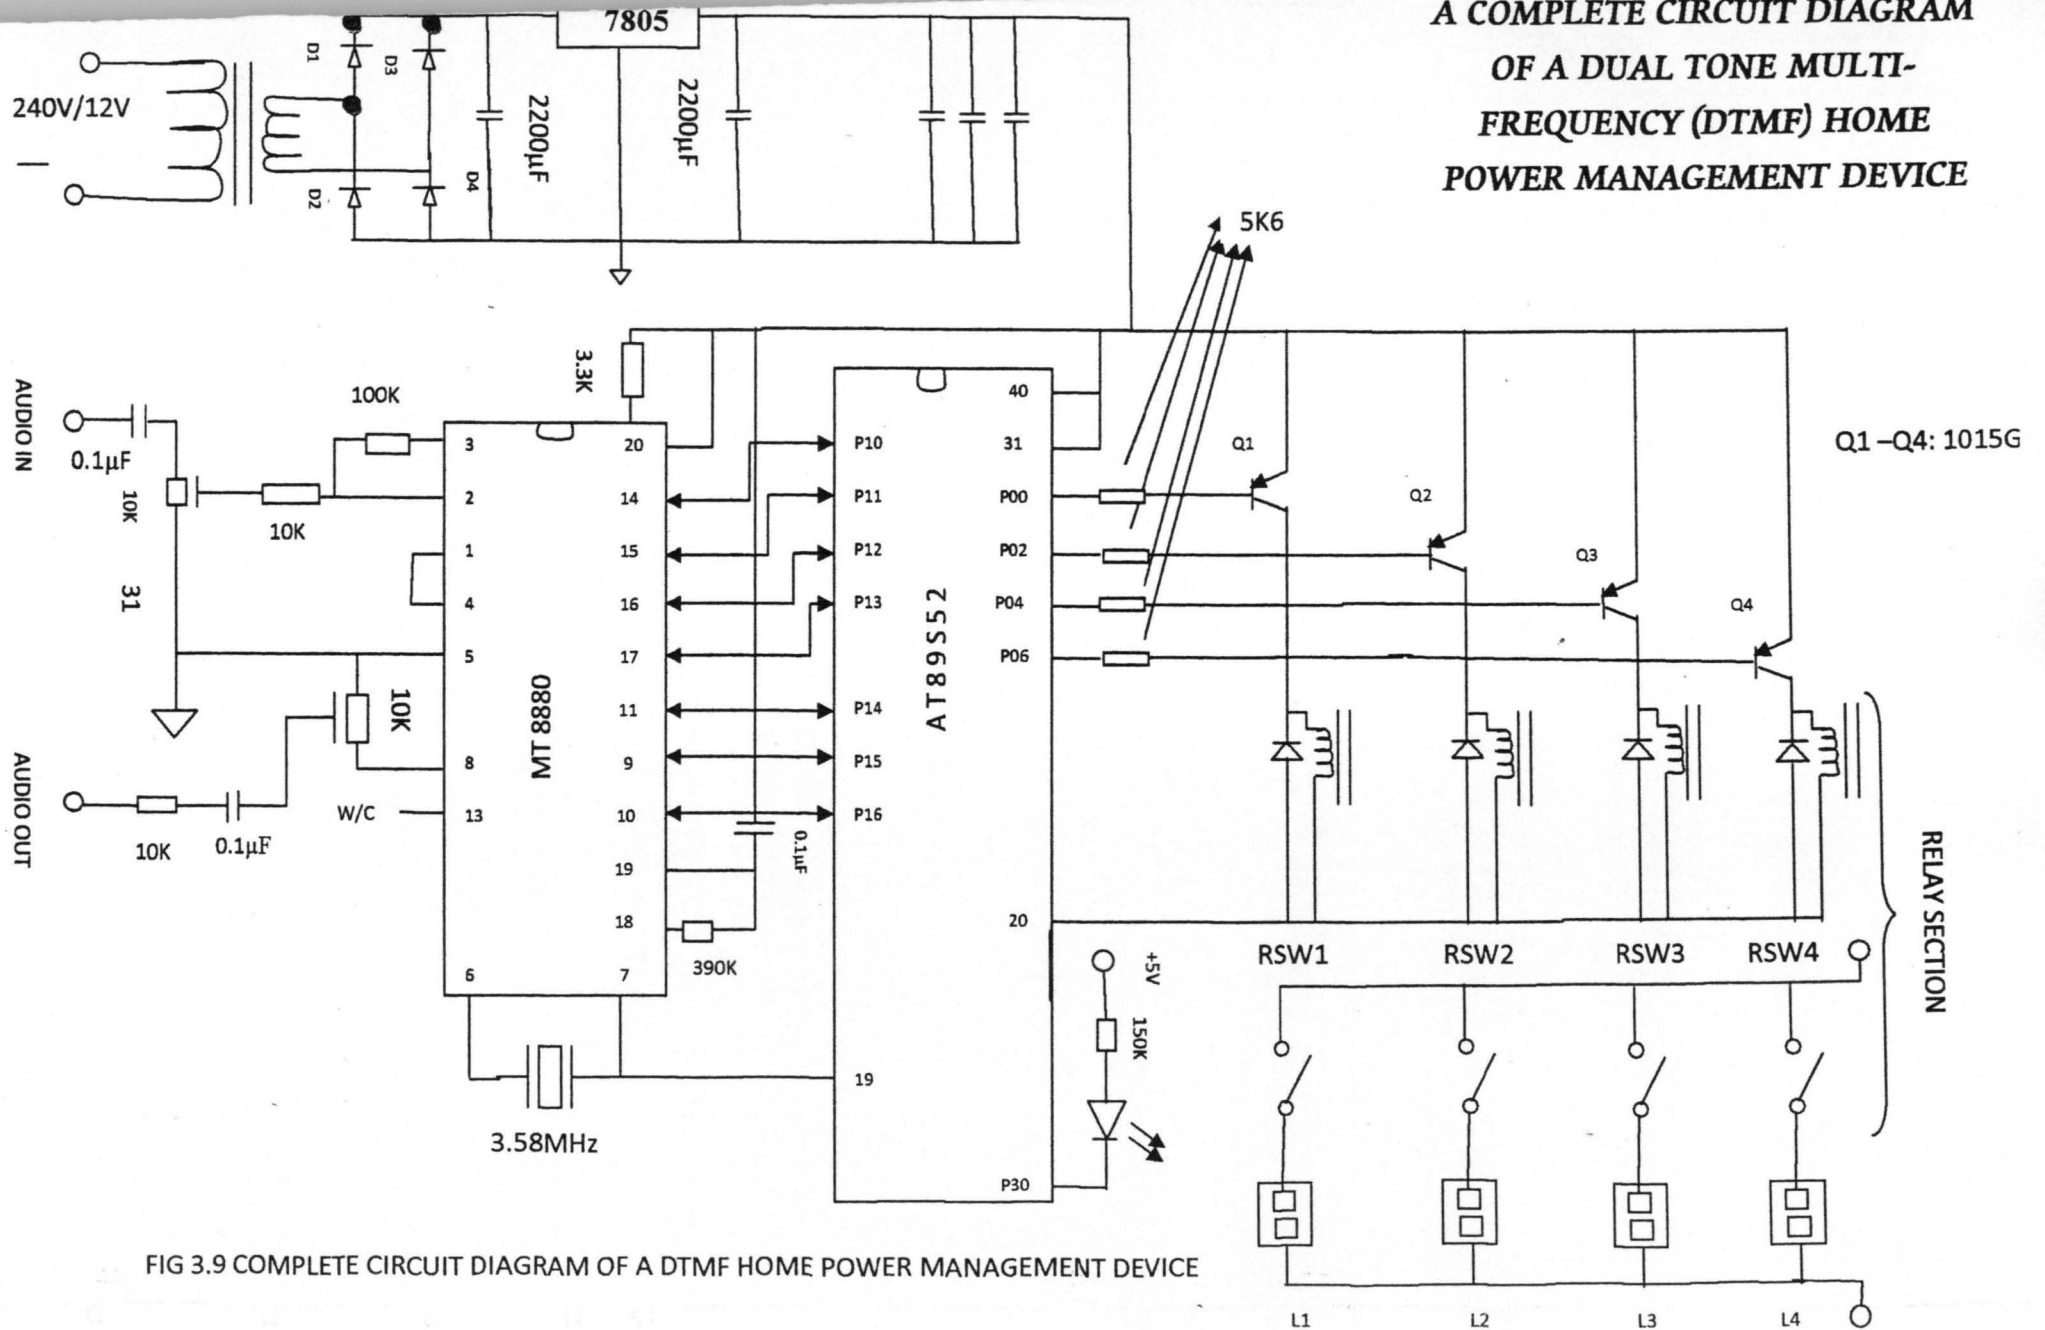 A COMPLETE CIRCUIT DIAGRAM
OF A DUAL TONE MULTI-
FREQUENCY (DTMF) HOME
POWER MANAGEMENT DEVICE
7805
D1
D3
240V/12V
2200µF
2200µF
D2
D4
5K6
AUDIO IN
0.1µF
100K
3.3K
10K
10K
31
3
2
1
4
5
8
13
6
20
14
15
16
17
11
9
10
19
18
7
MT8880
10K
W/C
AUDIO OUT
10K
0.1µF
0.1µF
390K
3.58MHz
P10
P11
P12
P13
P14
P15
P16
19
AT89S52
40
31
P00
P02
P04
P06
20
P30
Q1
Q2
Q3
Q4
Q1 –Q4: 1015G
+5V
150K
RSW1
RSW2
RSW3
RSW4
RELAY SECTION
L1
L2
L3
L4
FIG 3.9 COMPLETE CIRCUIT DIAGRAM OF A DTMF HOME POWER MANAGEMENT DEVICE